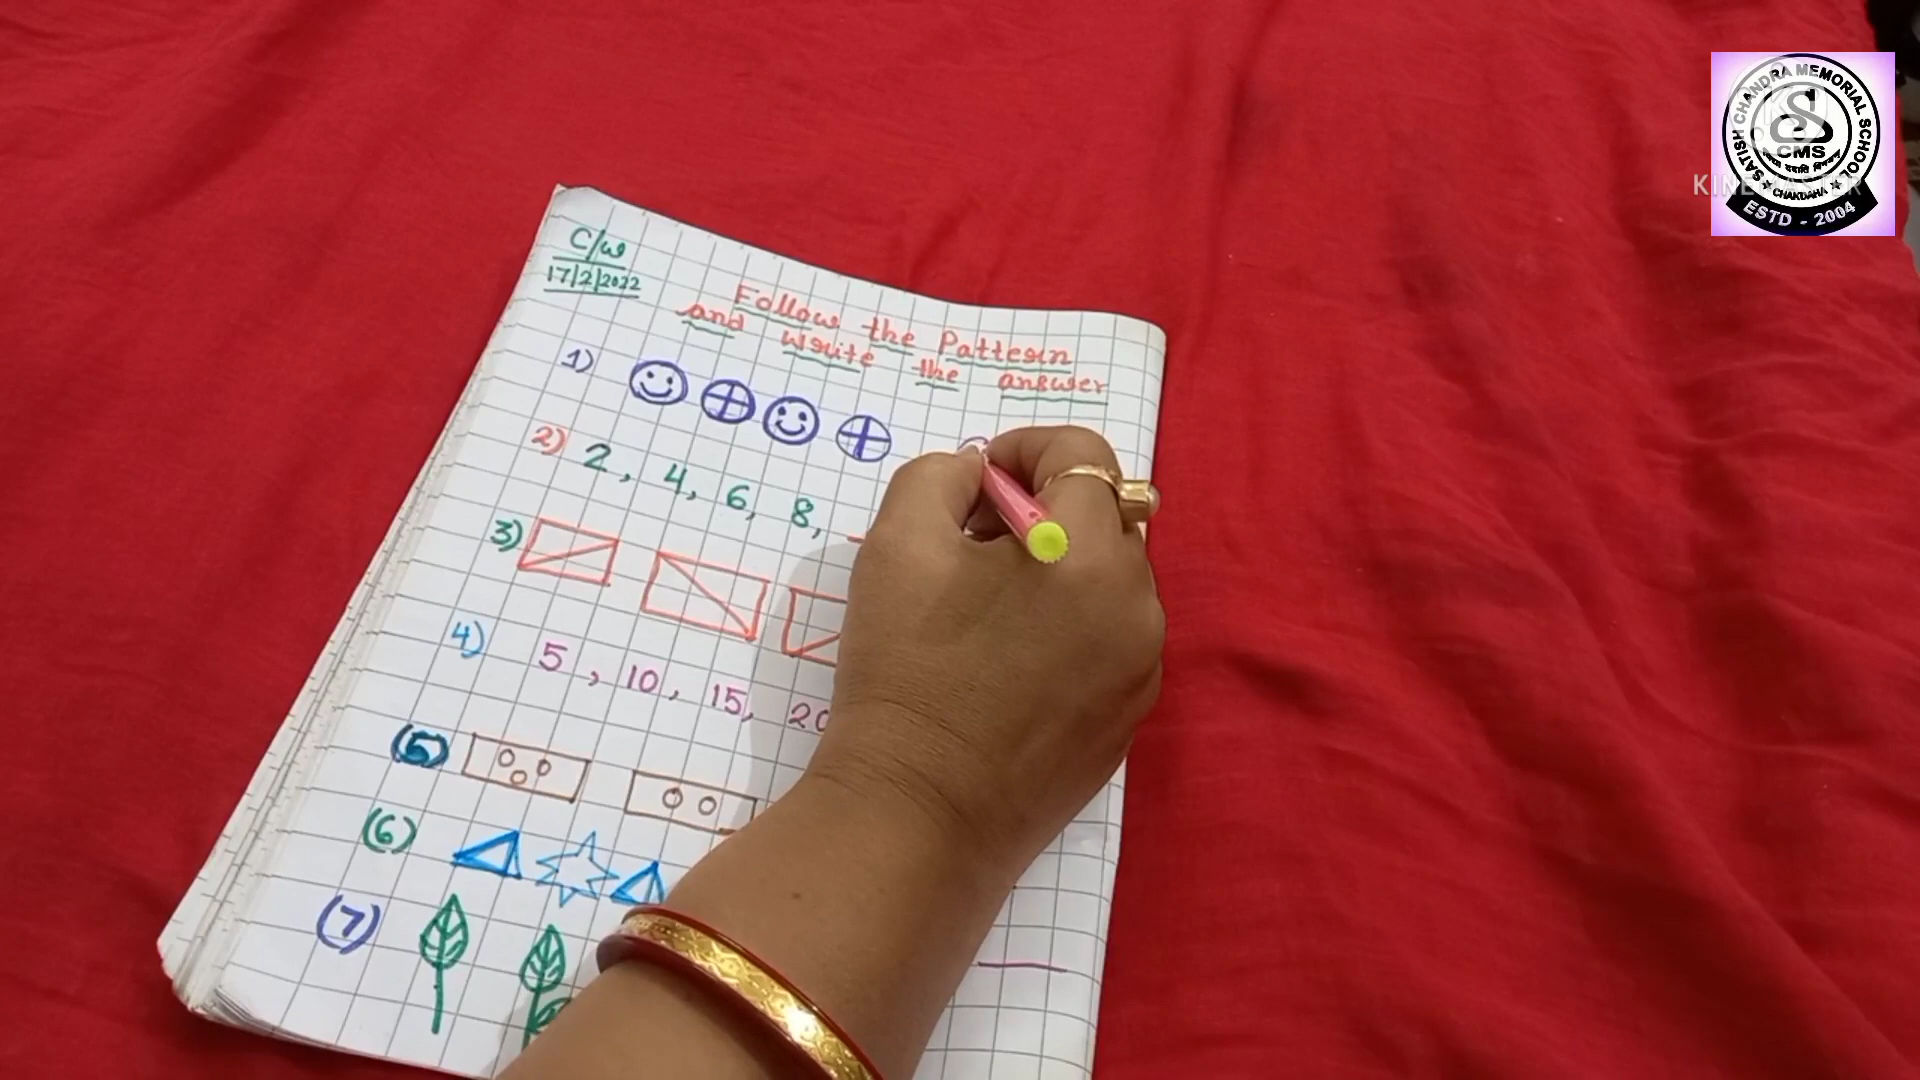 C/W
17/2/2022
Follow the Pattern
and write the answer
1)
2) 2, 4, 6, 8,
3)
4) 5, 10, 15, 20
(5)
(6)
(7)
SATISH CHANDRA MEMORIAL SCHOOL
CMS
★ CHAKDAHA ★
ESTD - 2004
KINEMASTER